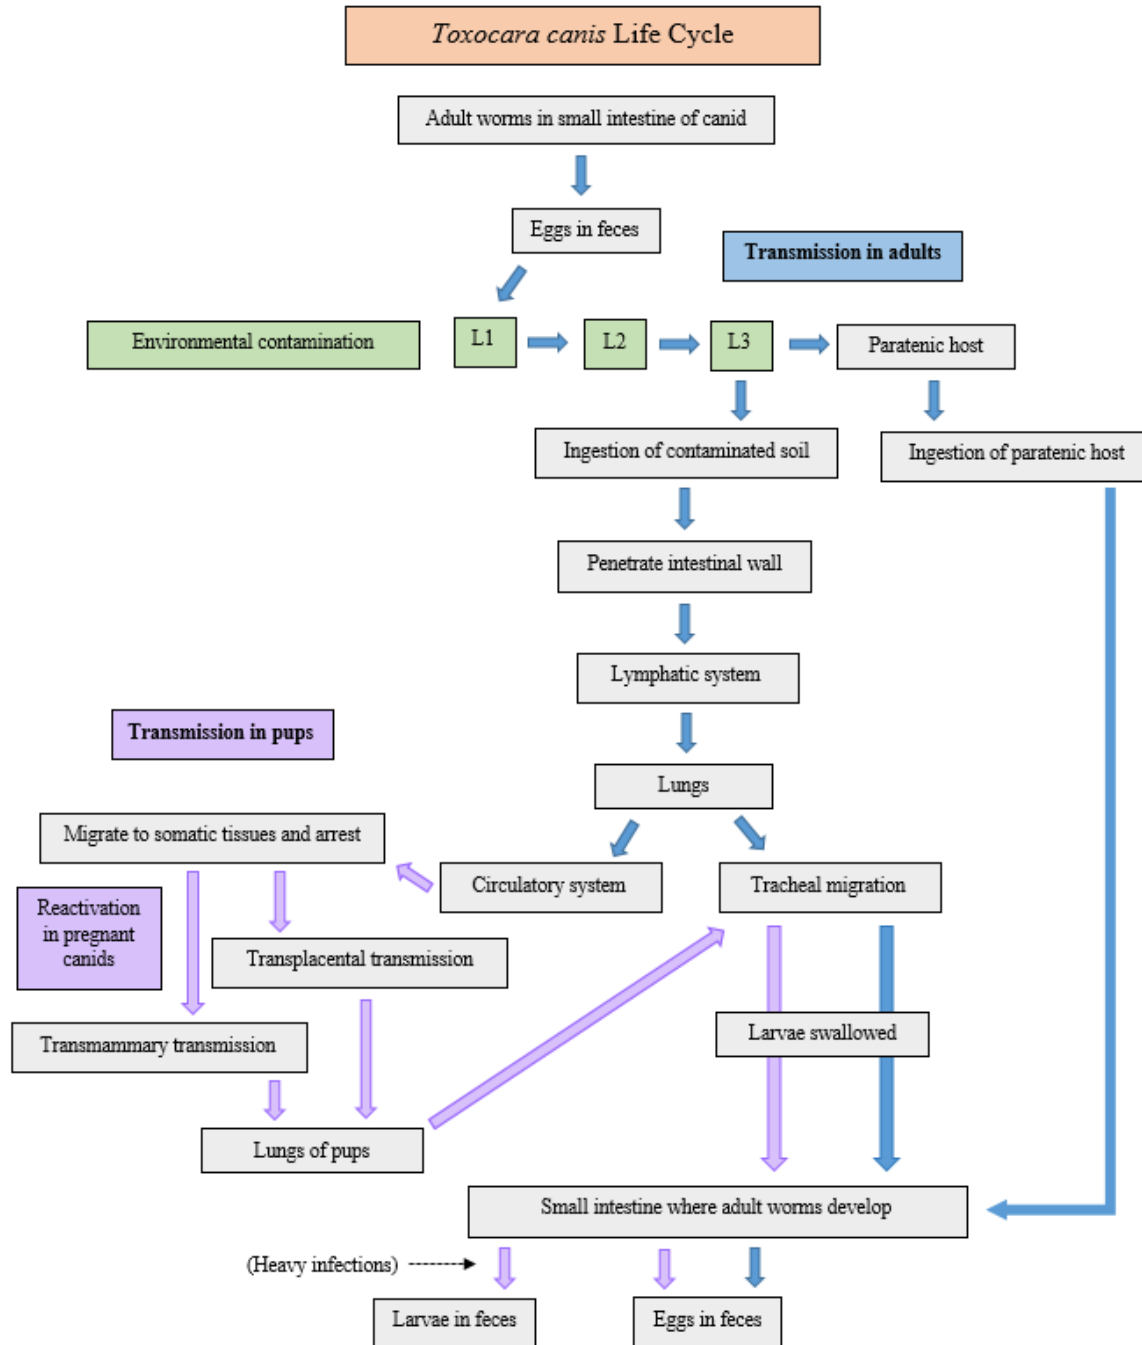 Toxocara canis Life Cycle
Adult worms in small intestine of canid
Eggs in feces
Transmission in adults
Environmental contamination
L1
L2
L3
Paratenic host
Ingestion of contaminated soil
Ingestion of paratenic host
Penetrate intestinal wall
Lymphatic system
Transmission in pups
Lungs
Migrate to somatic tissues and arrest
Circulatory system
Tracheal migration
Reactivation
in pregnant
canids
Transplacental transmission
Transmammary transmission
Larvae swallowed
Lungs of pups
Small intestine where adult worms develop
(Heavy infections)
Larvae in feces
Eggs in feces